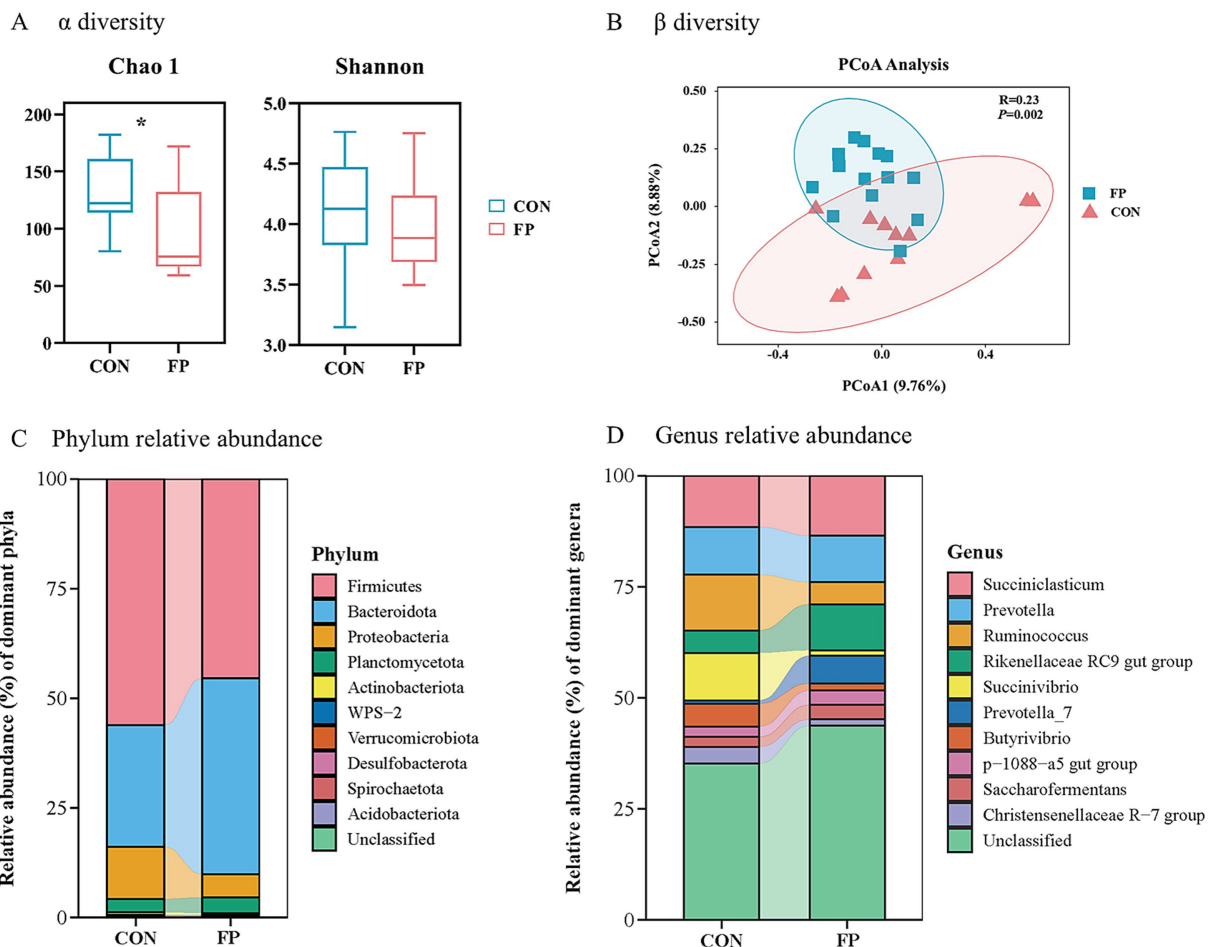 A α diversity
Chao 1
200
150
100
50
0
*
CON
FP
Shannon
5.0
4.5
4.0
3.5
3.0
CON
FP
CON
FP
B β diversity
PCoA Analysis
R=0.23
P=0.002
0.50
0.25
0.00
-0.25
-0.50
PCoA2 (8.88%)
-0.4
0.0
0.4
PCoA1 (9.76%)
FP
CON
C Phylum relative abundance
Relative abundance (%) of dominant phyla
100
75
50
25
0
CON
FP
Phylum
Firmicutes
Bacteroidota
Proteobacteria
Planctomycetota
Actinobacteriota
WPS−2
Verrucomicrobiota
Desulfobacterota
Spirochaetota
Acidobacteriota
Unclassified
D Genus relative abundance
Relative abundance (%) of dominant genera
100
75
50
25
0
CON
FP
Genus
Succiniclasticum
Prevotella
Ruminococcus
Rikenellaceae RC9 gut group
Succinivibrio
Prevotella_7
Butyrivibrio
p−1088−a5 gut group
Saccharofermentans
Christensenellaceae R−7 group
Unclassified